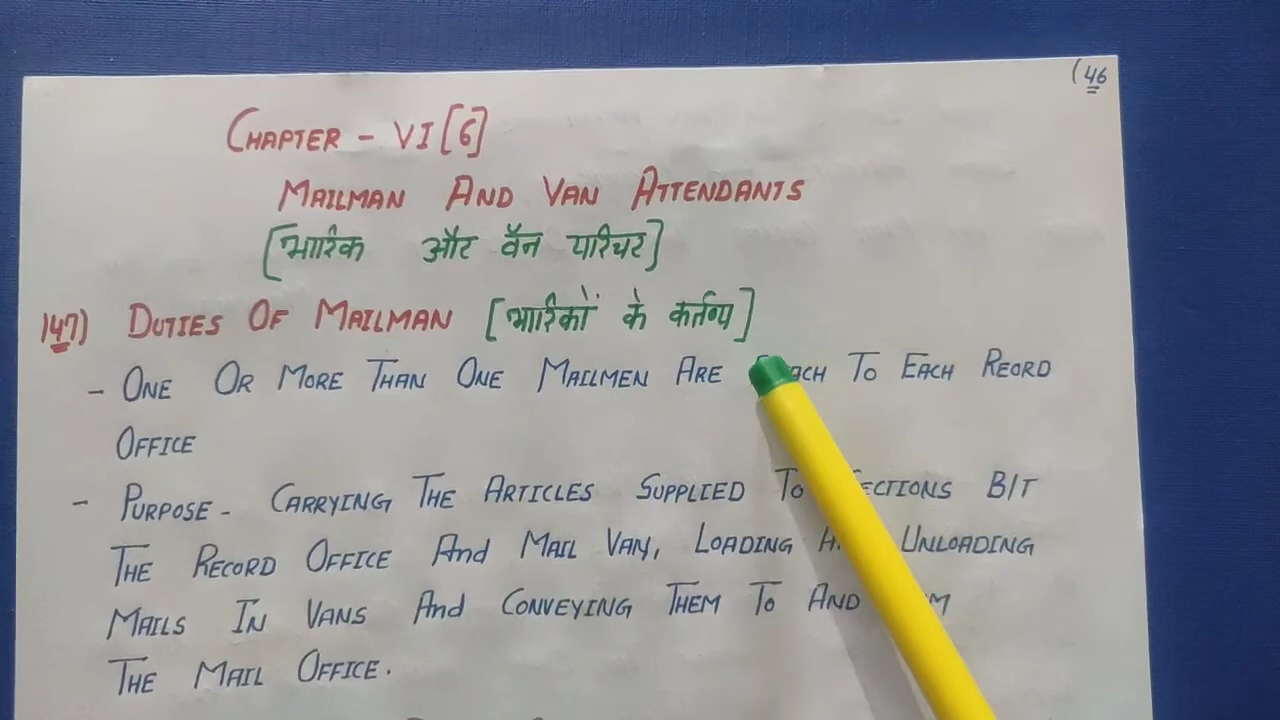 (46
CHAPTER - VI [6]
MAILMAN AND VAN ATTENDANTS
[भारिक और वॅन परिचर]
147) DUTIES OF MAILMAN [भारिकों के कर्तव्य]
- ONE OR MORE THAN ONE MAILMEN ARE TO EACH REORD
OFFICE
- PURPOSE - CARRYING THE ARTICLES SUPPLIED TO B/T
THE RECORD OFFICE AND MAIL VAN, LOADING UNLOADING
MAILS IN VANS AND CONVEYING THEM TO AND
THE MAIL OFFICE.